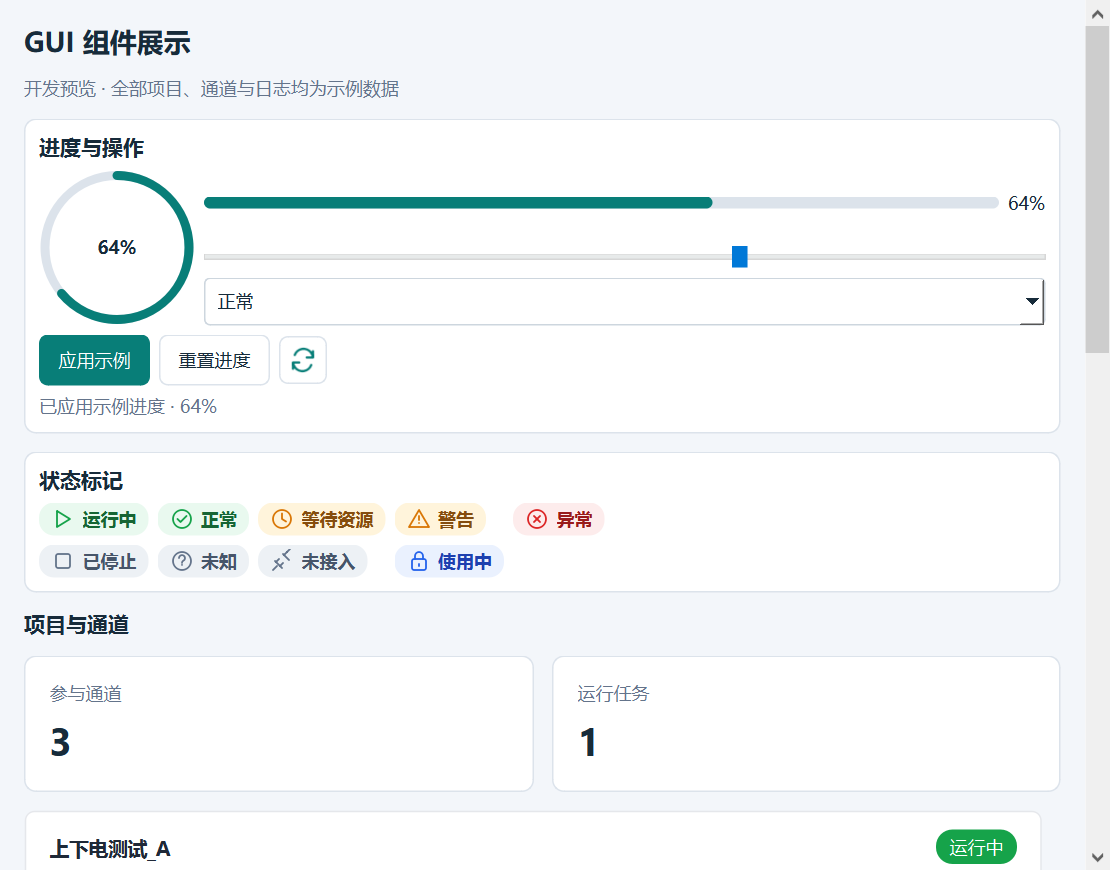 GUI 组件展示
开发预览 · 全部项目、通道与日志均为示例数据
进度与操作
64%
64%
正常
应用示例 重置进度
已应用示例进度 · 64%
状态标记
运行中 正常 等待资源 警告 异常
已停止 未知 未接入 使用中
项目与通道
参与通道 运行任务
3 1
上下电测试_A 运行中